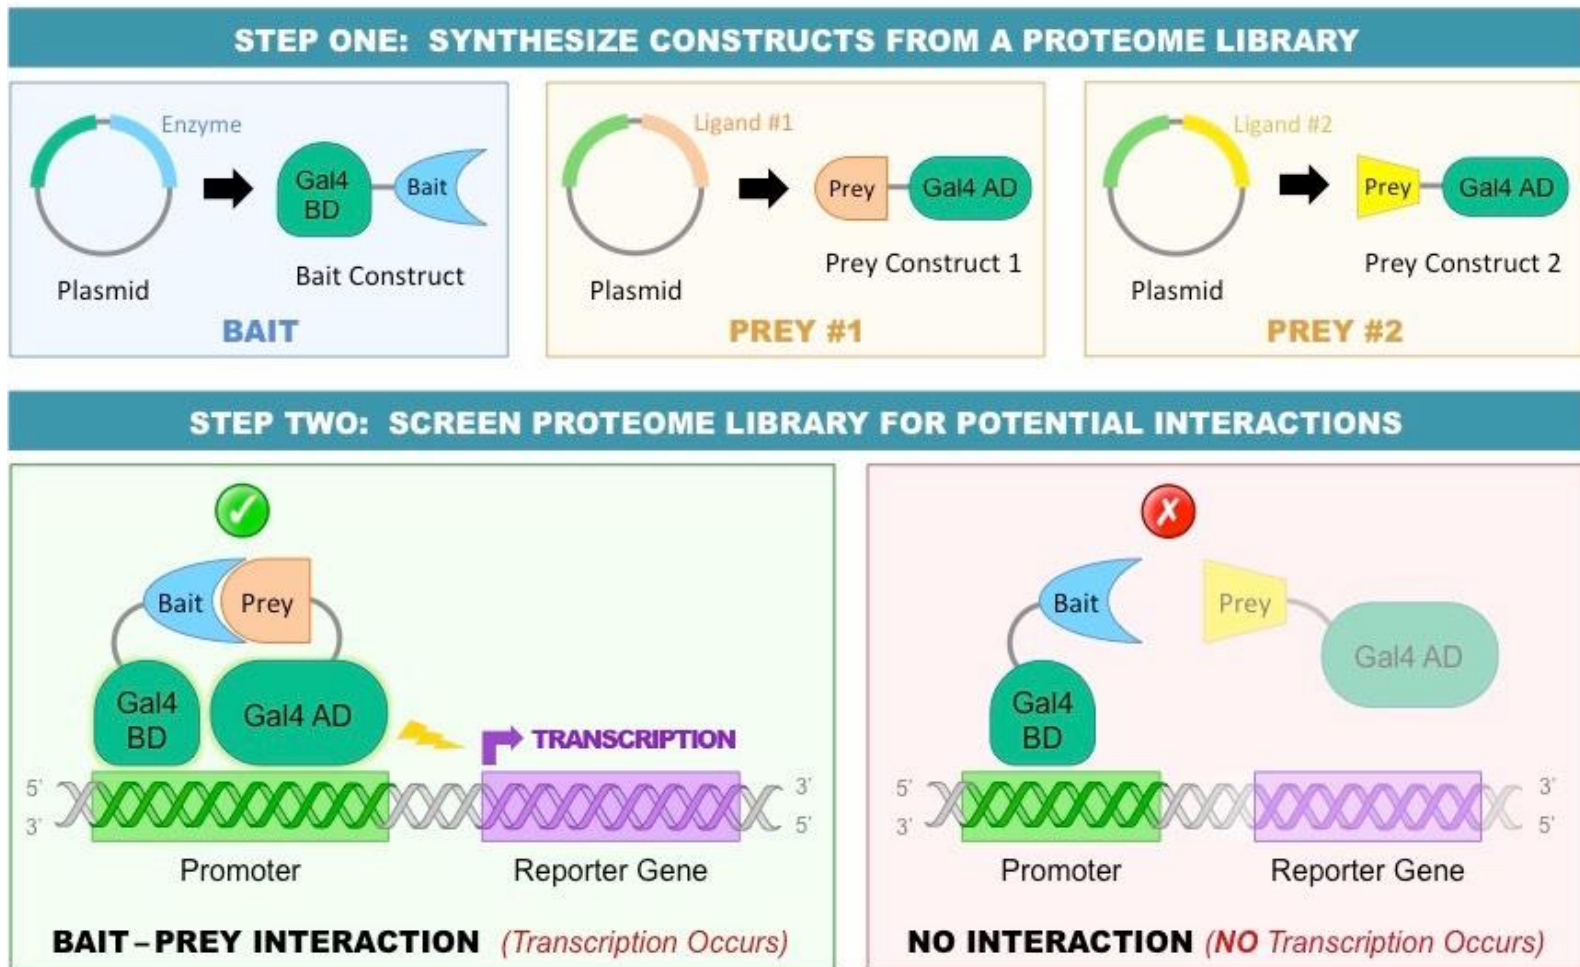 STEP ONE: SYNTHESIZE CONSTRUCTS FROM A PROTEOME LIBRARY
Enzyme
Gal4
BD
Bait
Plasmid
Bait Construct
BAIT
Ligand #1
Prey
Gal4 AD
Plasmid
Prey Construct 1
PREY #1
Ligand #2
Prey
Gal4 AD
Plasmid
Prey Construct 2
PREY #2
STEP TWO: SCREEN PROTEOME LIBRARY FOR POTENTIAL INTERACTIONS
Bait
Prey
Gal4
BD
Gal4 AD
TRANSCRIPTION
5' 3'
3' 5'
Promoter
Reporter Gene
BAIT – PREY INTERACTION (Transcription Occurs)
Bait
Prey
Gal4
BD
Gal4 AD
5' 3'
3' 5'
Promoter
Reporter Gene
NO INTERACTION (NO Transcription Occurs)